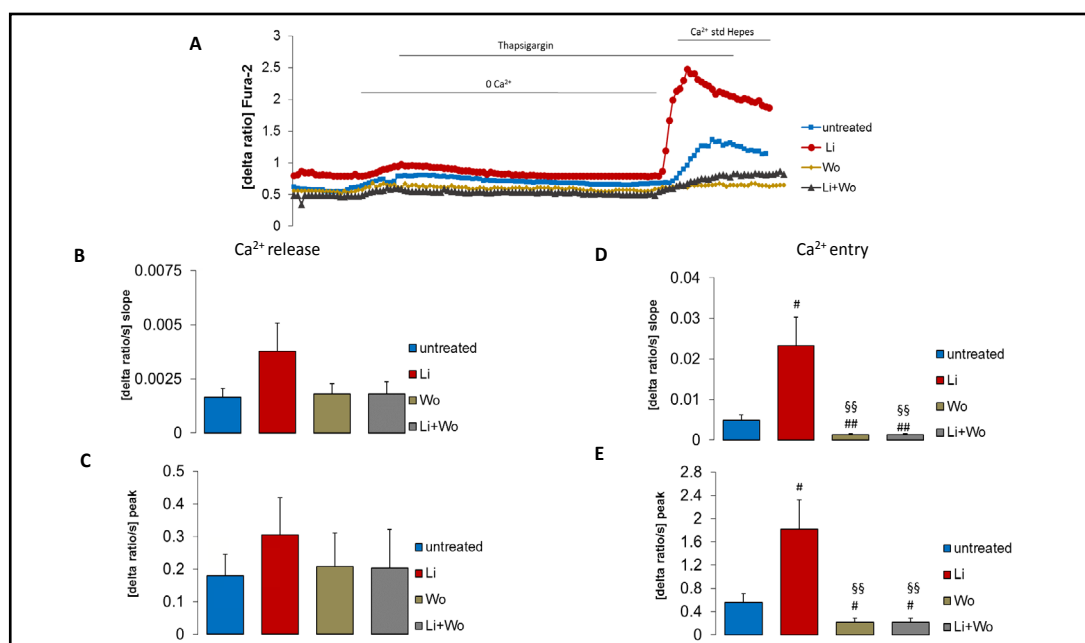 A
Ca²⁺ std Hepes
Thapsigargin
0 Ca²⁺
[delta ratio] Fura-2
3
2.5
2
1.5
1
0.5
0
untreated
Li
Wo
Li+Wo
B
Ca²⁺ release
[delta ratio/s] slope
0.0075
0.005
0.0025
0
untreated
Li
Wo
Li+Wo
C
[delta ratio/s] peak
0.5
0.4
0.3
0.2
0.1
0
untreated
Li
Wo
Li+Wo
D
Ca²⁺ entry
[delta ratio/s] slope
0.04
0.03
0.02
0.01
0
#
§§ §§
## ##
untreated
Li
Wo
Li+Wo
E
[delta ratio/s] peak
2.8
2.4
2
1.6
1.2
0.8
0.4
0
#
§§ §§
# #
untreated
Li
Wo
Li+Wo